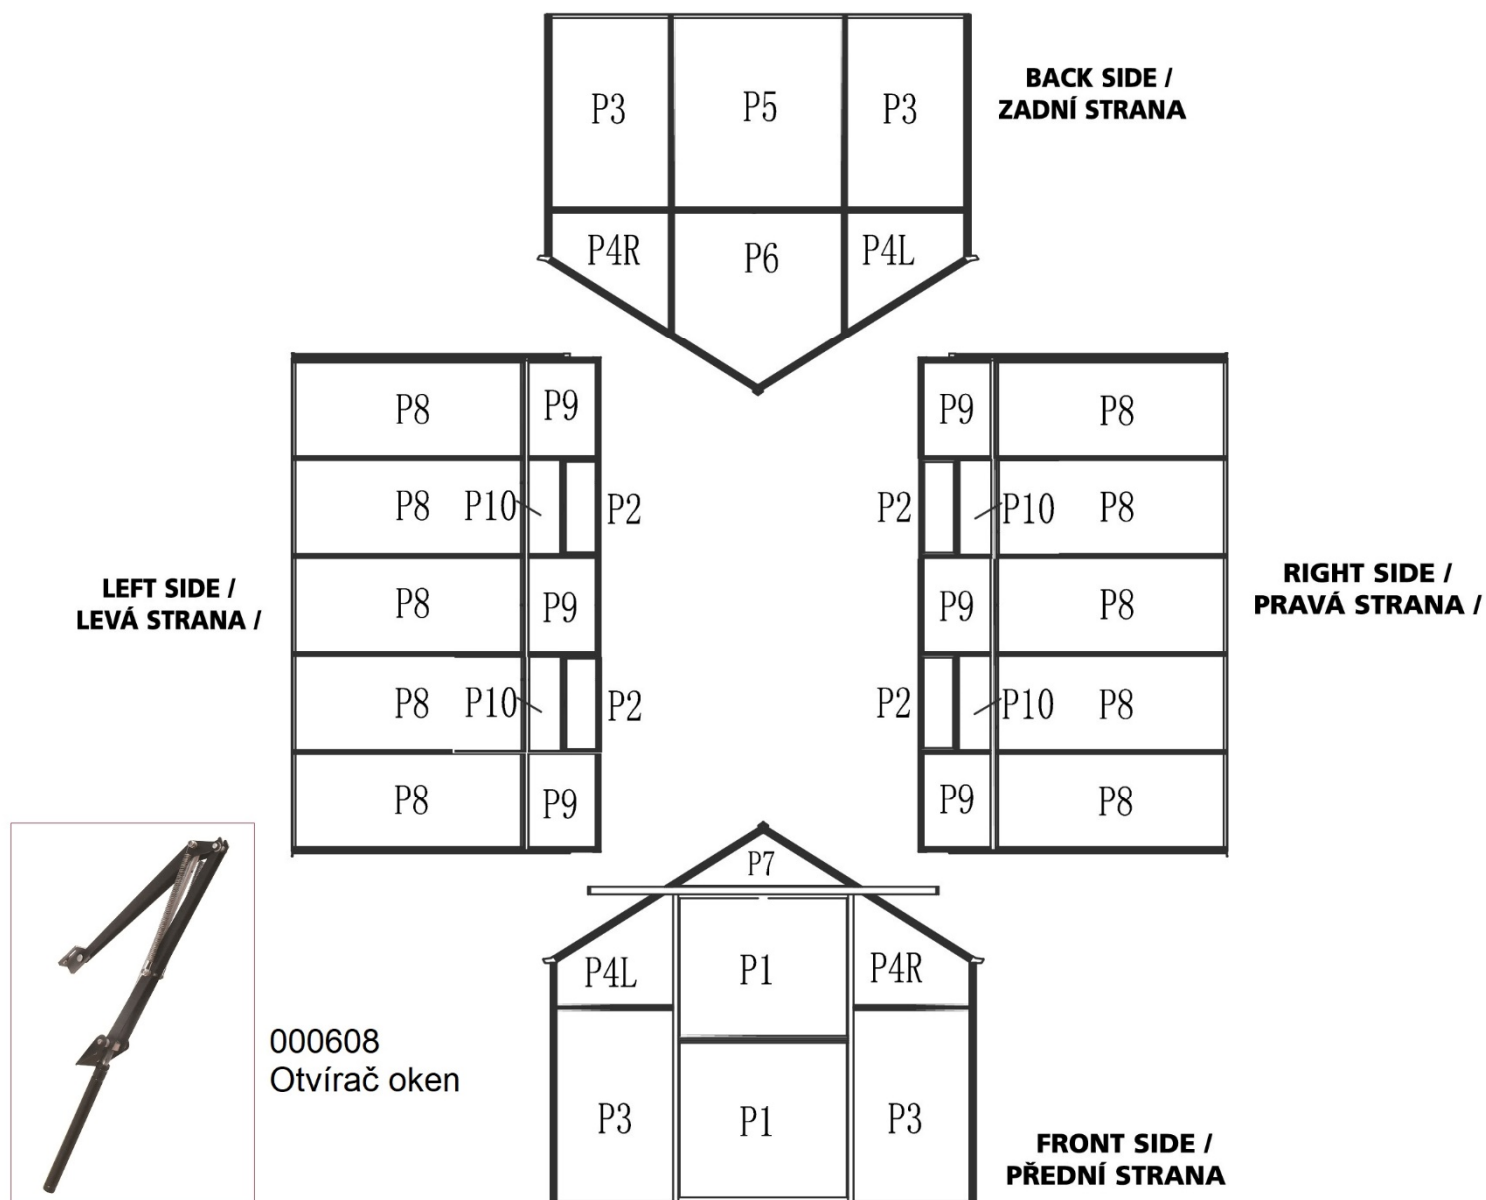 BACK SIDE /
ZADNÍ STRANA
P3 P5 P3
P4R P6 P4L
LEFT SIDE /
LEVÁ STRANA /
P8 P9
P8 P10 P2
P8 P9
P8 P10 P2
P8 P9
RIGHT SIDE /
PRAVÁ STRANA /
P9 P8
P2 P10 P8
P9 P8
P2 P10 P8
P9 P8
000608
Otvírač oken
P7
P4L P1 P4R
P3 P1 P3
FRONT SIDE /
PŘEDNÍ STRANA